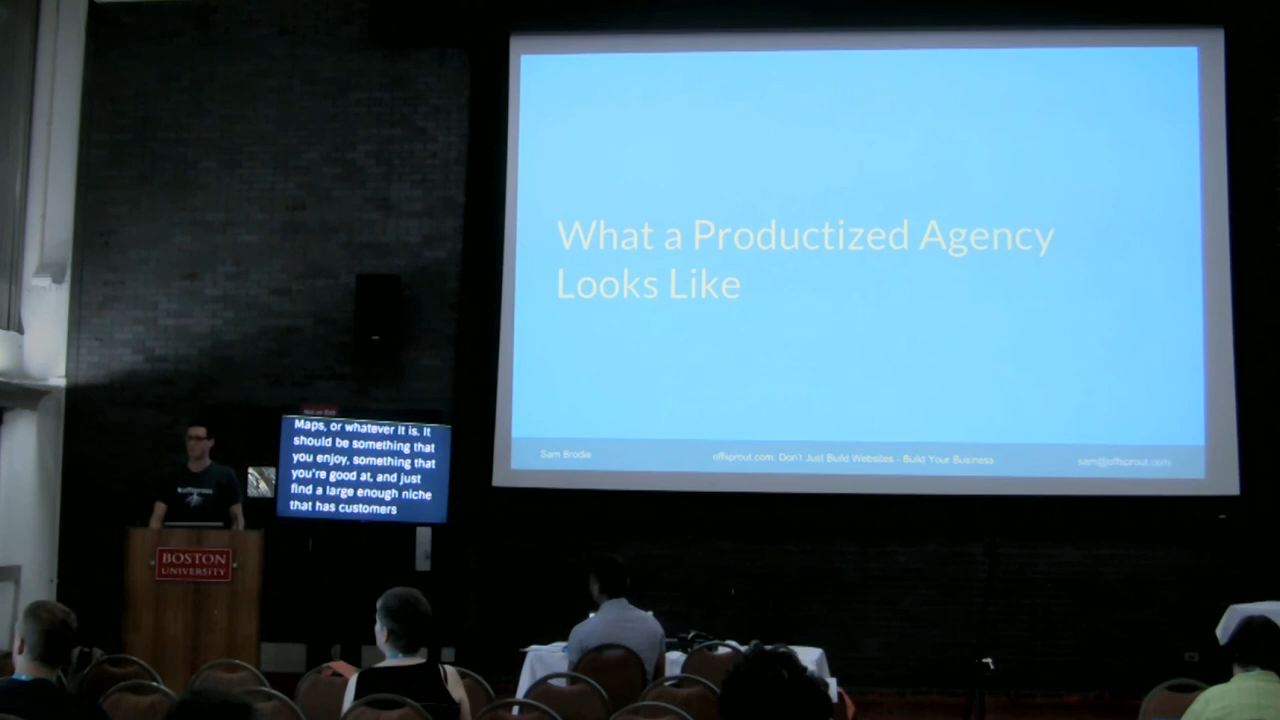 What a Productized Agency
Looks Like
Sam Brodie
offsprout.com: Don't Just Build Websites - Build Your Business
sam@offsprout.com
Maps, or whatever it is. It
should be something that
you enjoy, something that
you're good at, and just
find a large enough niche
that has customers
BOSTON
UNIVERSITY